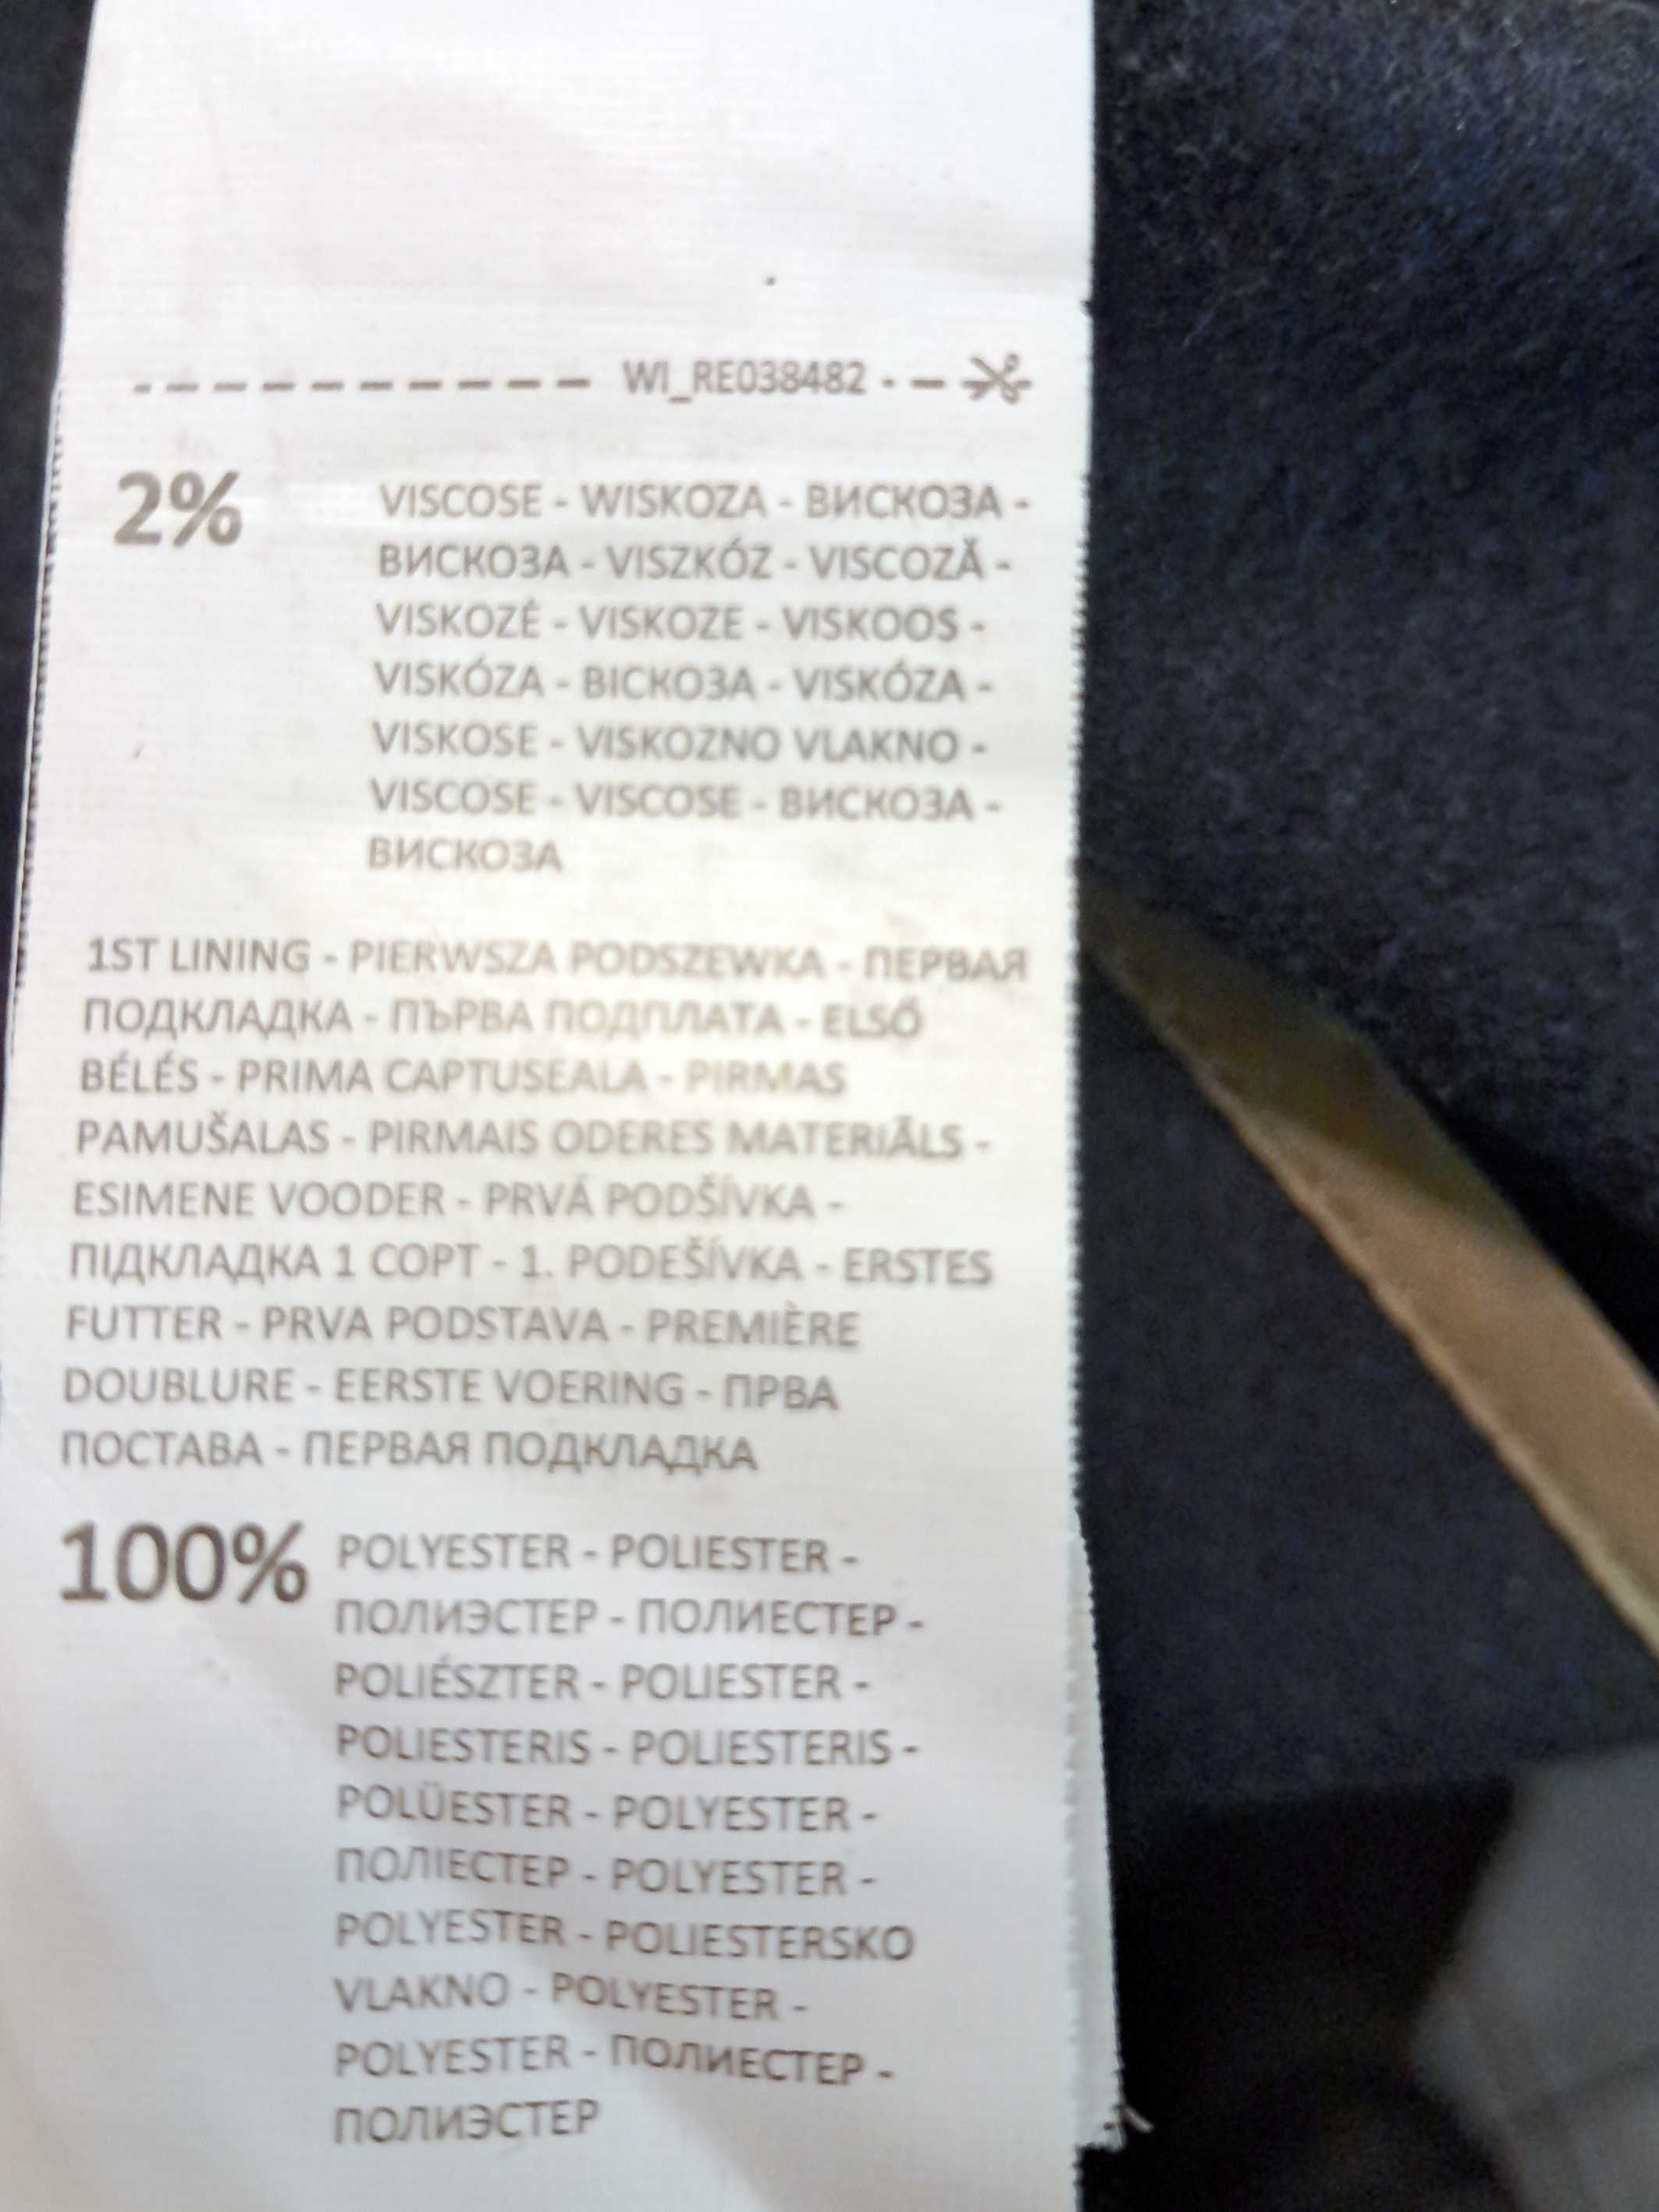 - - - - - - - - - - - WI_RE038482 - - -
2% VISCOSE - WISKOZA - ВИСКОЗА -
ВИСКОЗА - VISZKÓZ - VISCOZĂ -
VISKOZĖ - VISKOZE - VISKOOS -
VISKÓZA - ВІСКОЗА - VISKÓZA -
VISKOSE - VISKOZNO VLAKNO -
VISCOSE - VISCOSE - ВИСКОЗА -
ВИСКОЗА
1ST LINING - PIERWSZA PODSZEWKA - ПЕРВАЯ
ПОДКЛАДКА - ПЪРВА ПОДПЛАТА - ELSŐ
BÉLÉS - PRIMA CAPTUSEALA - PIRMAS
PAMUŠALAS - PIRMAIS ODERES MATERIĀLS -
ESIMENE VOODER - PRVÁ PODŠÍVKA -
ПІДКЛАДКА 1 СОРТ - 1. PODEŠÍVKA - ERSTES
FUTTER - PRVA PODSTAVA - PREMIÈRE
DOUBLURE - EERSTE VOERING - ПРВА
ПОСТАВА - ПЕРВАЯ ПОДКЛАДКА
100% POLYESTER - POLIESTER -
ПОЛИЭСТЕР - ПОЛИЕСТЕР -
POLIÉSZTER - POLIESTER -
POLIESTERIS - POLIESTERIS -
POLÜESTER - POLYESTER -
ПОЛІЕСТЕР - POLYESTER -
POLYESTER - POLIESTERSKO
VLAKNO - POLYESTER -
POLYESTER - ПОЛИЕСТЕР -
ПОЛИЭСТЕР